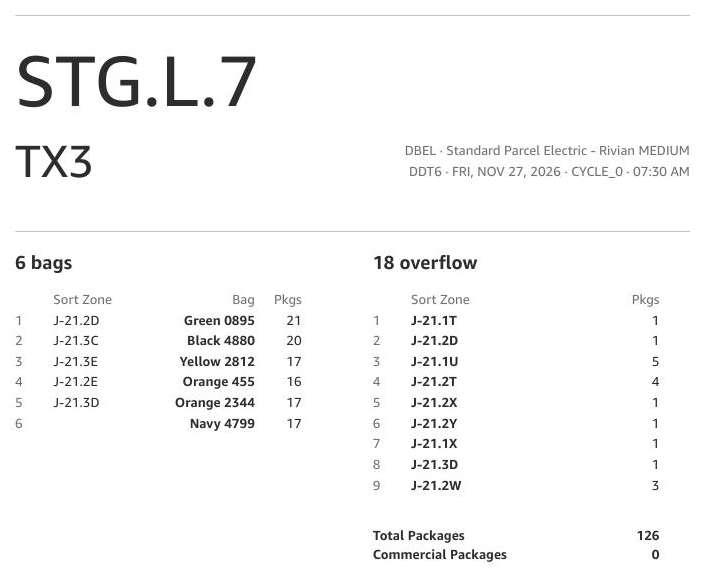 STG.L.7
TX3
DBEL · Standard Parcel Electric - Rivian MEDIUM
DDT6 · FRI, NOV 27, 2026 · CYCLE_0 · 07:30 AM
6 bags
Sort Zone Bag Pkgs
1 J-21.2D Green 0895 21
2 J-21.3C Black 4880 20
3 J-21.3E Yellow 2812 17
4 J-21.2E Orange 455 16
5 J-21.3D Orange 2344 17
6 Navy 4799 17
18 overflow
Sort Zone Pkgs
1 J-21.1T 1
2 J-21.2D 1
3 J-21.1U 5
4 J-21.2T 4
5 J-21.2X 1
6 J-21.2Y 1
7 J-21.1X 1
8 J-21.3D 1
9 J-21.2W 3
Total Packages 126
Commercial Packages 0